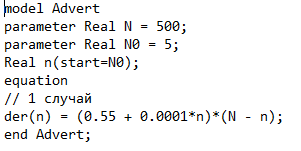 model Advert
parameter Real N = 500;
parameter Real N0 = 5;
Real n(start=N0);
equation
// 1 случай
der(n) = (0.55 + 0.0001*n)*(N - n);
end Advert;